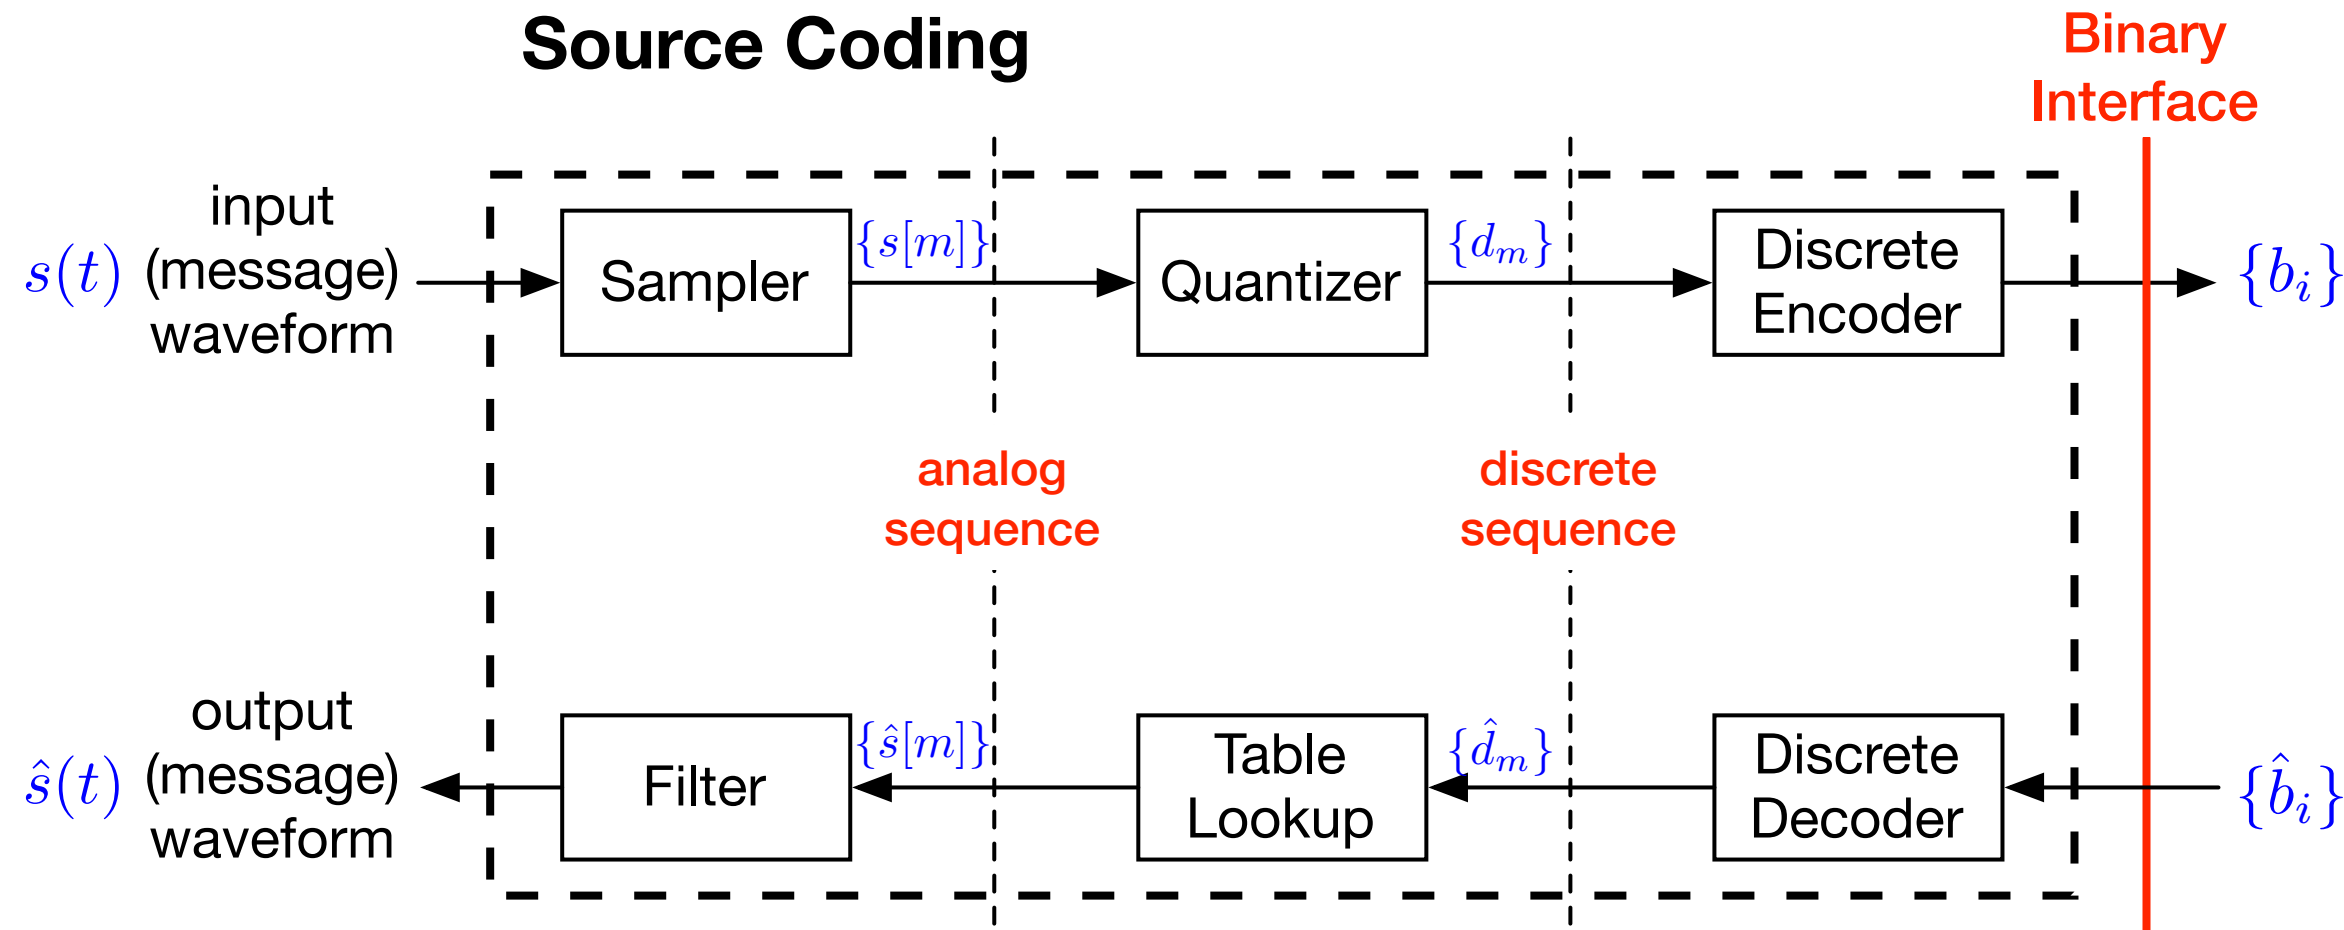 Source Coding
Binary
Interface
input
s(t) (message)
waveform
Sampler
{s[m]}
Quantizer
{d_m}
Discrete
Encoder
{b_i}
analog
sequence
discrete
sequence
output
ŝ(t) (message)
waveform
Filter
{ŝ[m]}
Table
Lookup
{d̂_m}
Discrete
Decoder
{b̂_i}